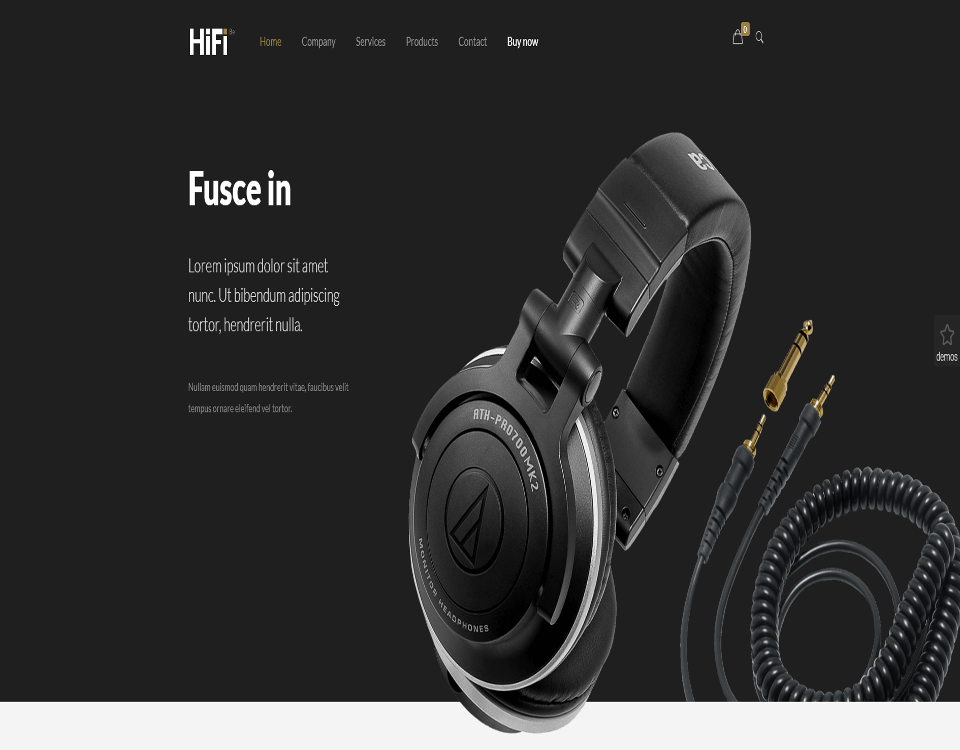 HiFi Be
Home Company Services Products Contact Buy now
0
Fusce in
Lorem ipsum dolor sit amet
nunc. Ut bibendum adipiscing
tortor, hendrerit nulla.
Nullam euismod quam hendrerit vitae, faucibus velit
tempus ornare eleifend vel tortor.
ATH-PRO700MK2
MONITOR HEADPHONES
demos